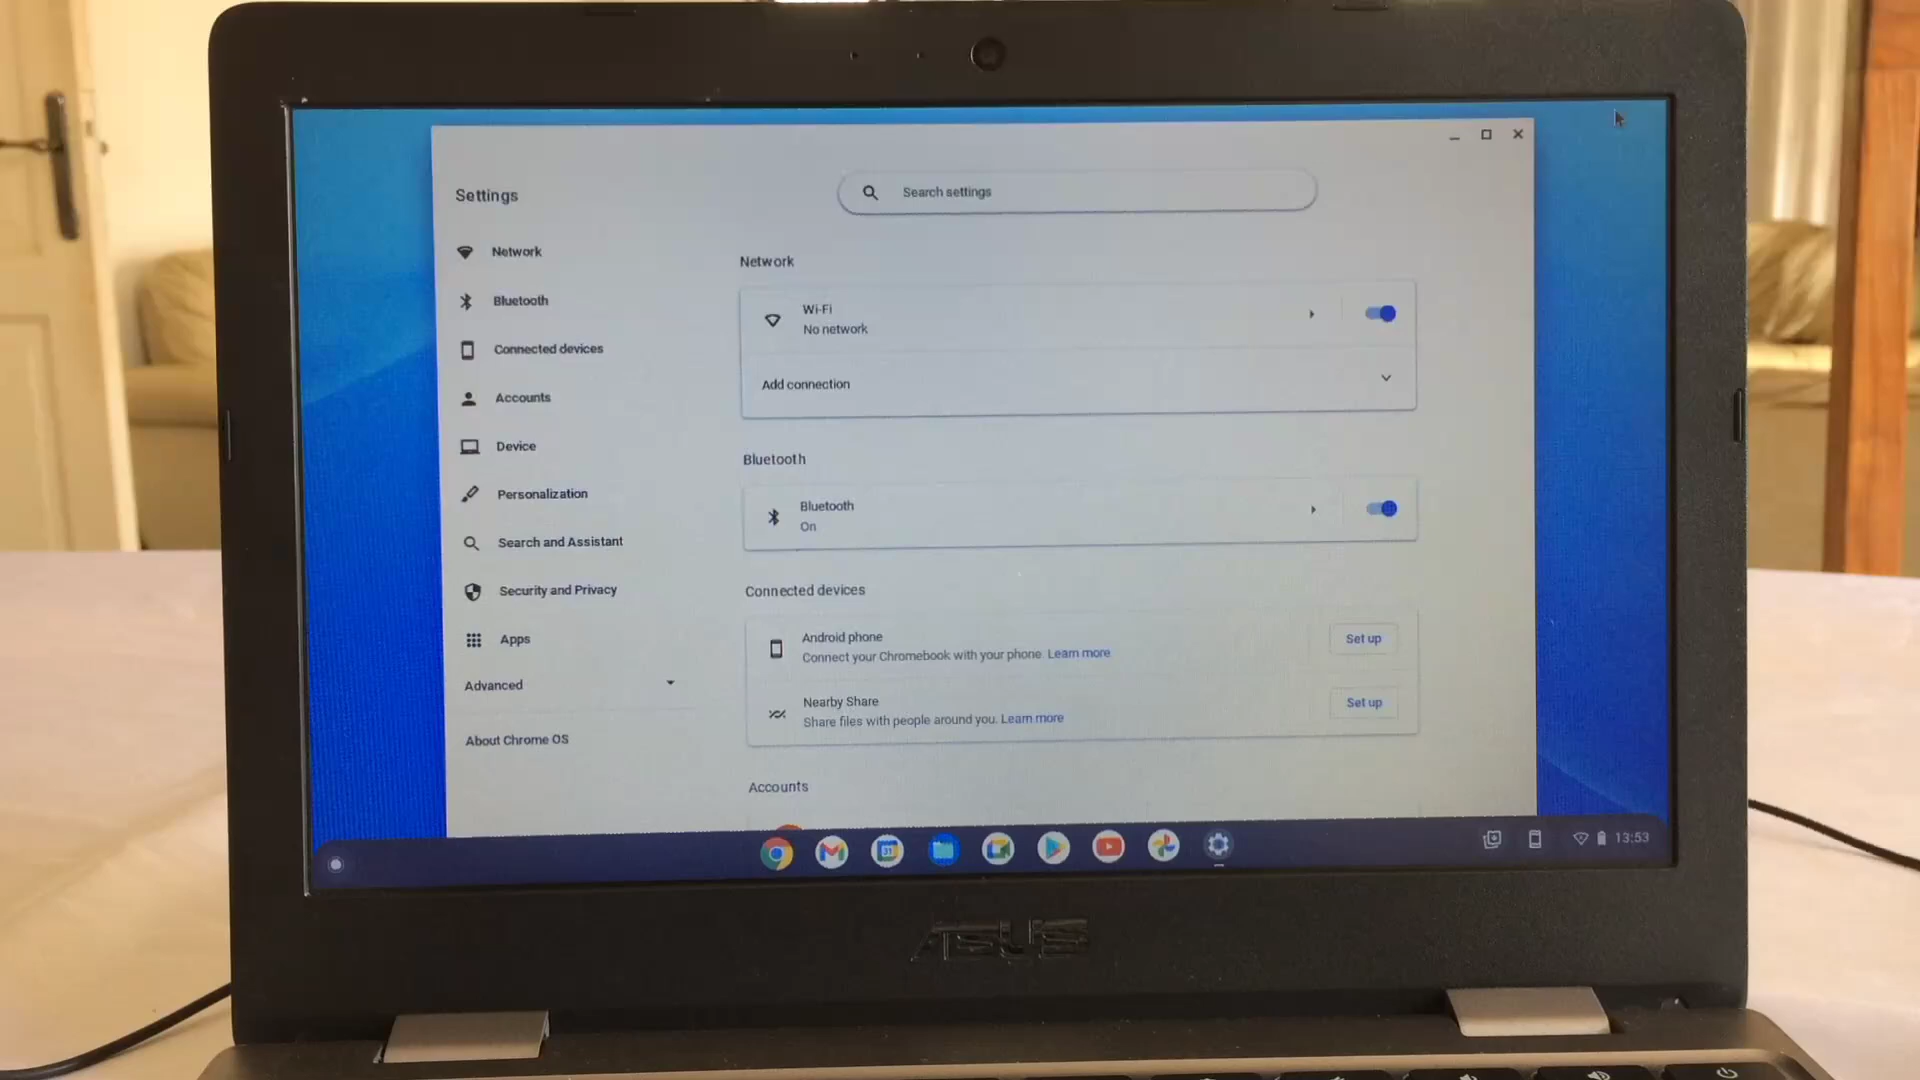 Settings
Search settings
Network
Bluetooth
Connected devices
Accounts
Device
Personalization
Search and Assistant
Security and Privacy
Apps
Advanced
About Chrome OS
Network
Wi-Fi
No network
Add connection
Bluetooth
Bluetooth
On
Connected devices
Android phone
Connect your Chromebook with your phone. Learn more
Set up
Nearby Share
Share files with people around you. Learn more
Set up
Accounts
31
13:53
ASUS